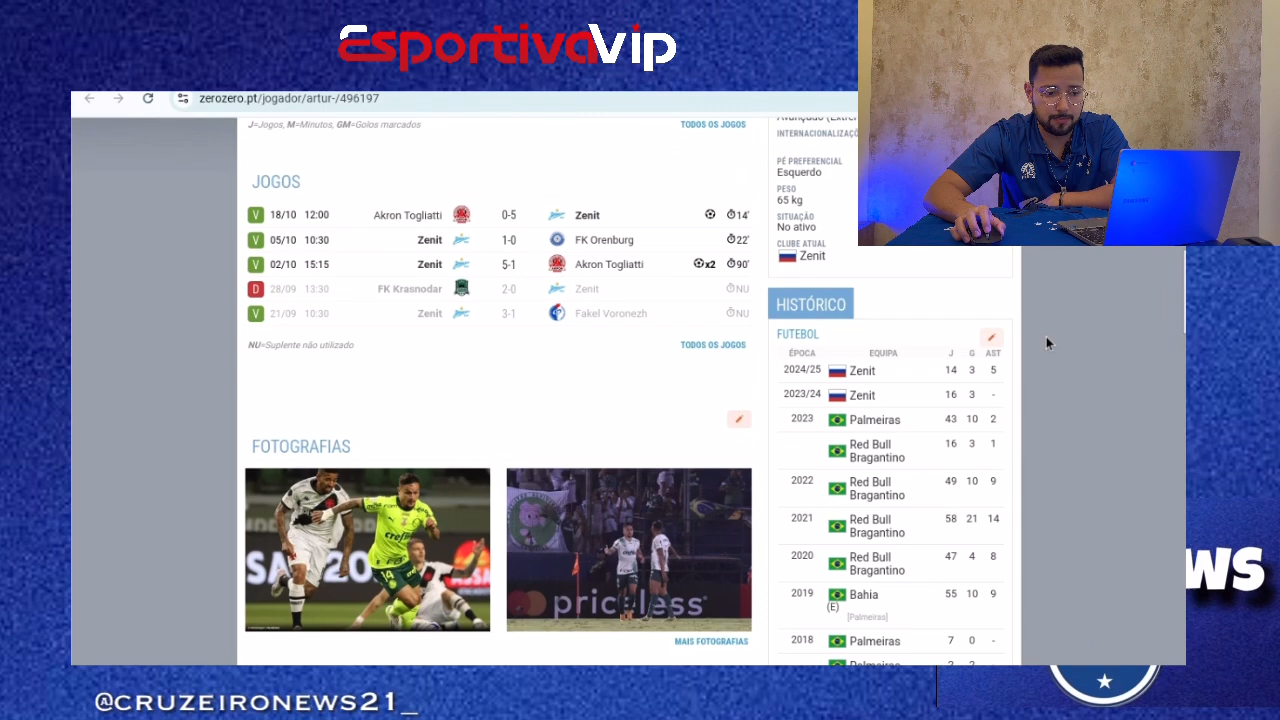 EsportivaVip
zerozero.pt/jogador/artur-/496197
J=Jogos, M=Minutos, GM=Golos marcados
TODOS OS JOGOS
JOGOS
V 18/10 12:00 Akron Togliatti 0-5 Zenit 14'
V 05/10 10:30 Zenit 1-0 FK Orenburg 22'
V 02/10 15:15 Zenit 5-1 Akron Togliatti x2 90'
D 28/09 13:30 FK Krasnodar 2-0 Zenit NU
V 21/09 10:30 Zenit 3-1 Fakel Voronezh NU
NU=Suplente não utilizado
TODOS OS JOGOS
FOTOGRAFIAS
priceless
MAIS FOTOGRAFIAS
INTERNACIONALIZAÇÕ
PÉ PREFERENCIAL
Esquerdo
PESO
65 kg
SITUAÇÃO
No ativo
CLUBE ATUAL
Zenit
HISTÓRICO
FUTEBOL
ÉPOCA EQUIPA J G AST
2024/25 Zenit 14 3 5
2023/24 Zenit 16 3 -
2023 Palmeiras 43 10 2
Red Bull
Bragantino 16 3 1
2022 Red Bull
Bragantino 49 10 9
2021 Red Bull
Bragantino 58 21 14
2020 Red Bull
Bragantino 47 4 8
2019 Bahia 55 10 9
(E) [Palmeiras]
2018 Palmeiras 7 0 -
WS
@CRUZEIRONEWS21_